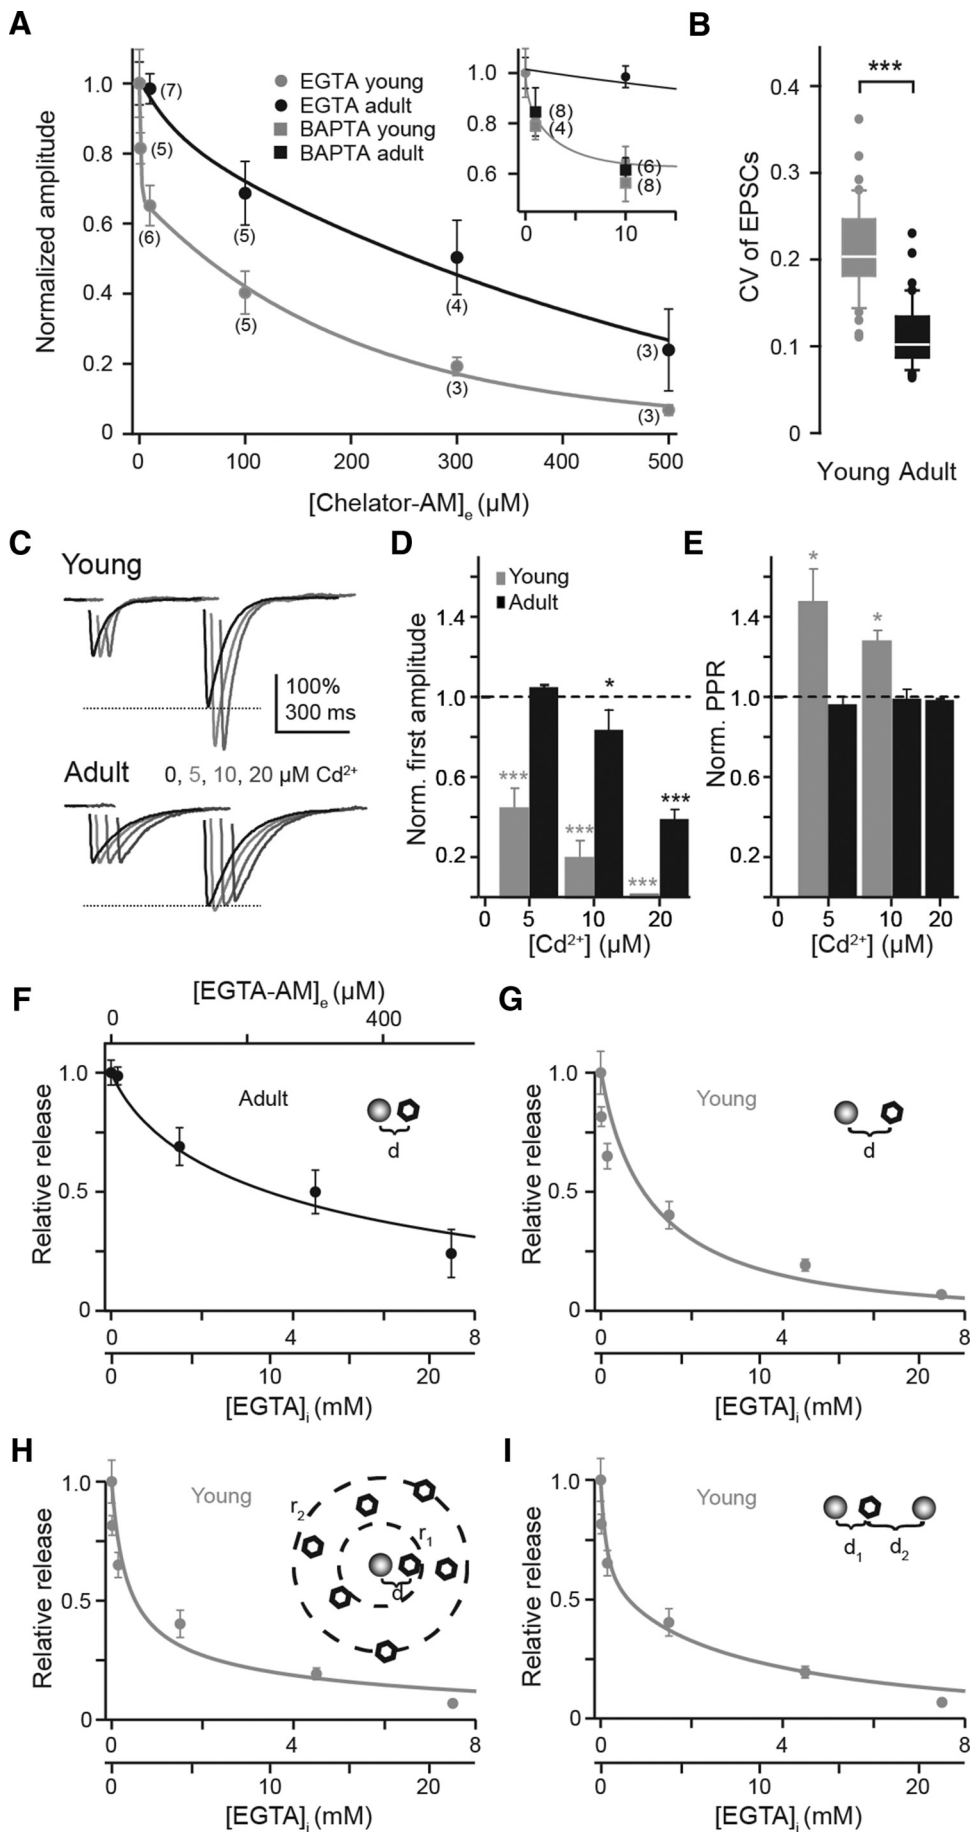 A
Normalized amplitude
1.0
0.8
0.6
0.4
0.2
0
0
100
200
300
400
500
[Chelator-AM]e (µM)
EGTA young
EGTA adult
BAPTA young
BAPTA adult
(7)
(5)
(6)
(5)
(5)
(4)
(3)
(3)
(3)
1.0
0.8
0.6
0
10
(8)
(4)
(6)
(8)
B
CV of EPSCs
0.4
0.3
0.2
0.1
0
***
Young Adult
C
Young
100%
300 ms
Adult
0, 5, 10, 20 µM Cd2+
D
Norm. first amplitude
1.4
1.0
0.6
0.2
Young
Adult
***
*
***
***
***
0
5
10
20
[Cd2+] (µM)
E
Norm. PPR
1.4
1.0
0.6
0.2
*
*
0
5
10
20
[Cd2+] (µM)
F
[EGTA-AM]e (µM)
0
400
Relative release
1.0
0.5
0
Adult
d
0
4
8
0
10
20
[EGTA]i (mM)
G
Relative release
1.0
0.5
0
Young
d
0
4
8
0
10
20
[EGTA]i (mM)
H
Relative release
1.0
0.5
0
Young
r2
r1
d
0
4
8
0
10
20
[EGTA]i (mM)
I
Relative release
1.0
0.5
0
Young
d1
d2
0
4
8
0
10
20
[EGTA]i (mM)